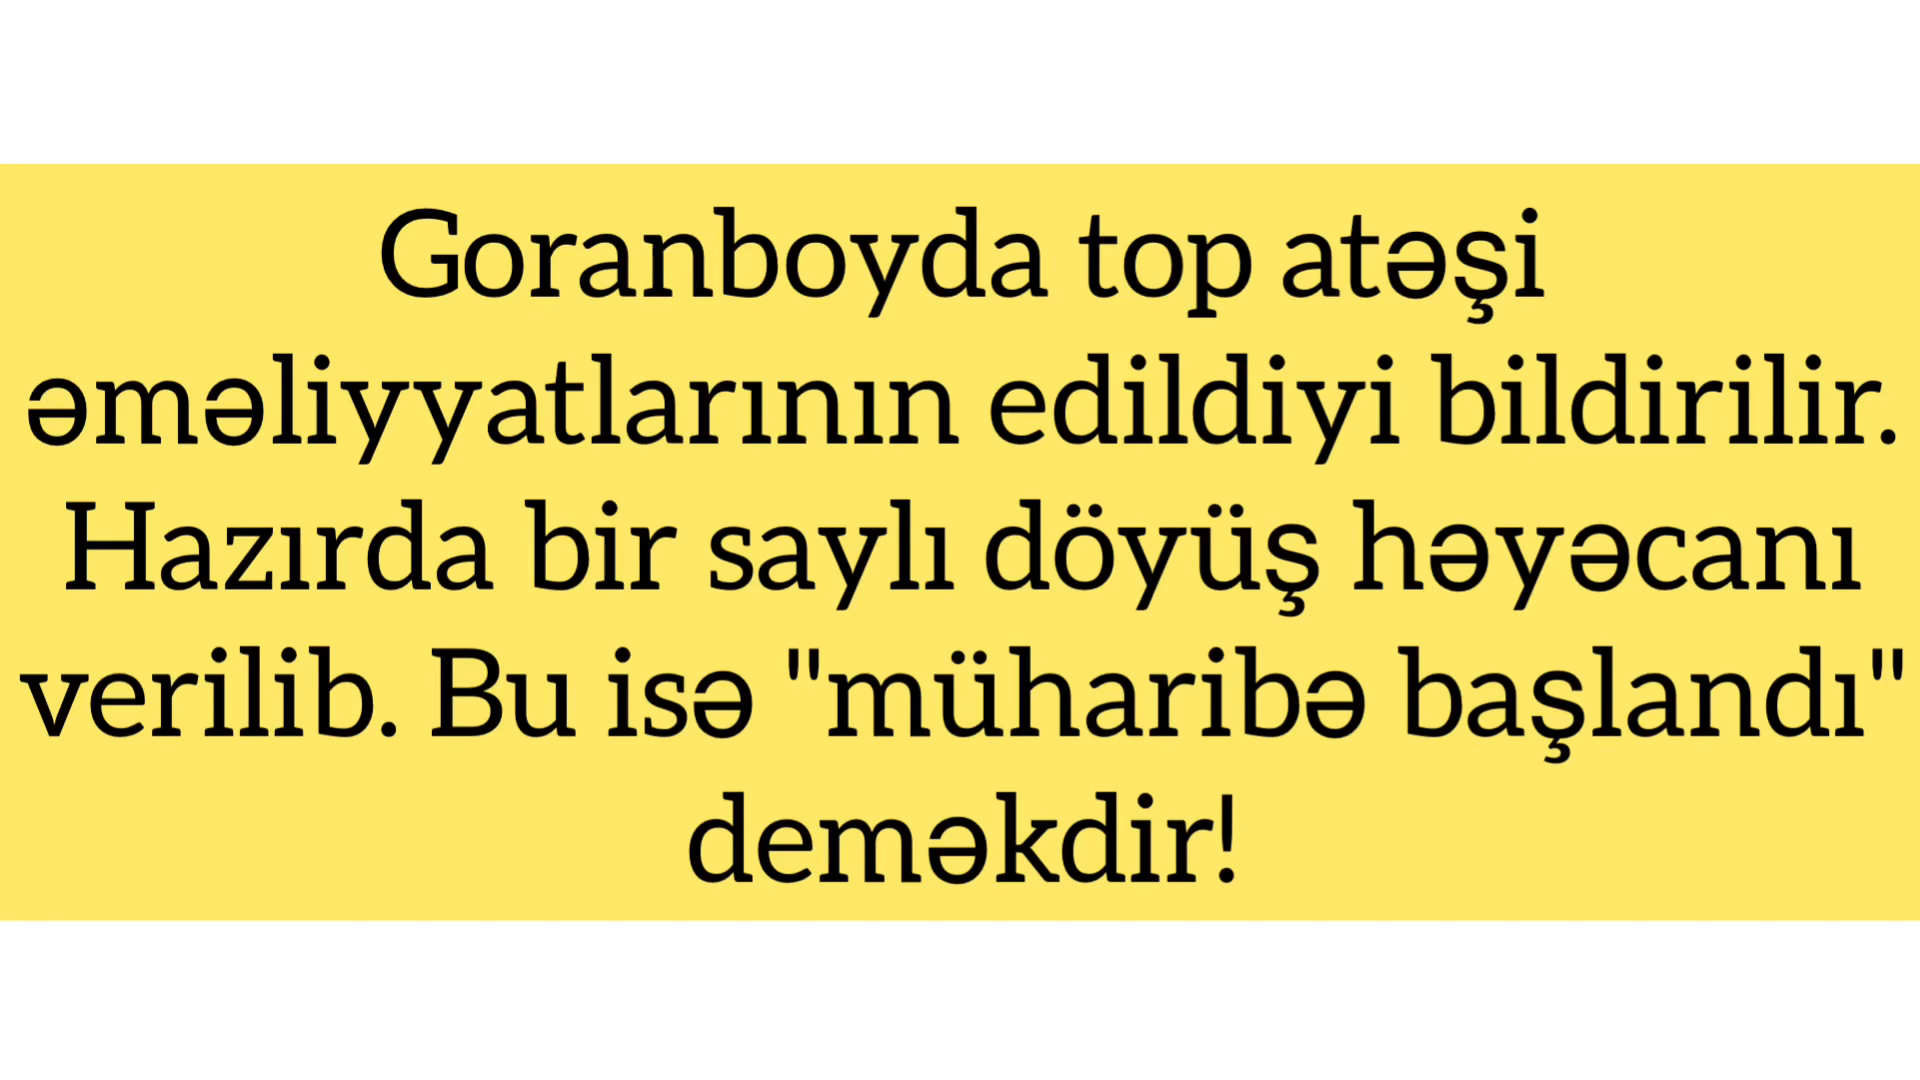 Goranboyda top atəşi
əməliyyatlarının edildiyi bildirilir.
Hazırda bir saylı döyüş həyəcanı
verilib. Bu isə "müharibə başlandı"
deməkdir!